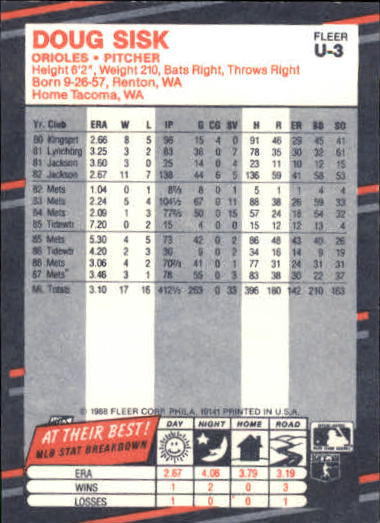 DOUG SISK
FLEER
U-3
ORIOLES • PITCHER
Height 6'2", Weight 210, Bats Right, Throws Right
Born 9-26-57, Renton, WA
Home Tacoma, WA
Yr. Club ERA W L IP G CG SV H R ER BB SO
80 Kingsprt 2.66 8 5 98 15 4 0 91 46 29 45 41
81 Lynchbrg 3.25 3 2 83 36 0 7 78 35 30 32 61
81 Jackson 3.60 3 0 25 14 0 4 23 11 10 12 15
82 Jackson 2.67 11 7 138 44 6 5 136 59 41 58 53
82 Mets 1.04 0 1 8⅔ 8 0 1 5 1 1 4 4
83 Mets 2.24 5 4 104⅓ 67 0 11 88 38 26 59 33
84 Mets 2.09 1 3 77⅔ 50 0 15 57 24 18 54 32
85 Tidewtr 7.20 0 2 15 4 0 0 15 12 12 13 4
85 Mets 5.30 4 5 73 42 0 2 86 48 43 40 26
86 Tidewtr 4.20 2 3 30 9 0 2 34 16 14 9 19
86 Mets 3.06 4 2 70⅔ 41 0 1 77 31 24 31 31
87 Mets 3.46 3 1 78 55 0 3 83 38 30 22 37
ML Totals 3.10 17 16 412⅓ 263 0 33 396 180 142 210 163
© 1988 FLEER CORP. PHILA. 19141 PRINTED IN U.S.A.
AT THEIR BEST!
MLB STAT BREAKDOWN
DAY NIGHT HOME ROAD
ERA 2.67 4.06 3.79 3.19
WINS 1 2 0 3
LOSSES 1 0 0 1